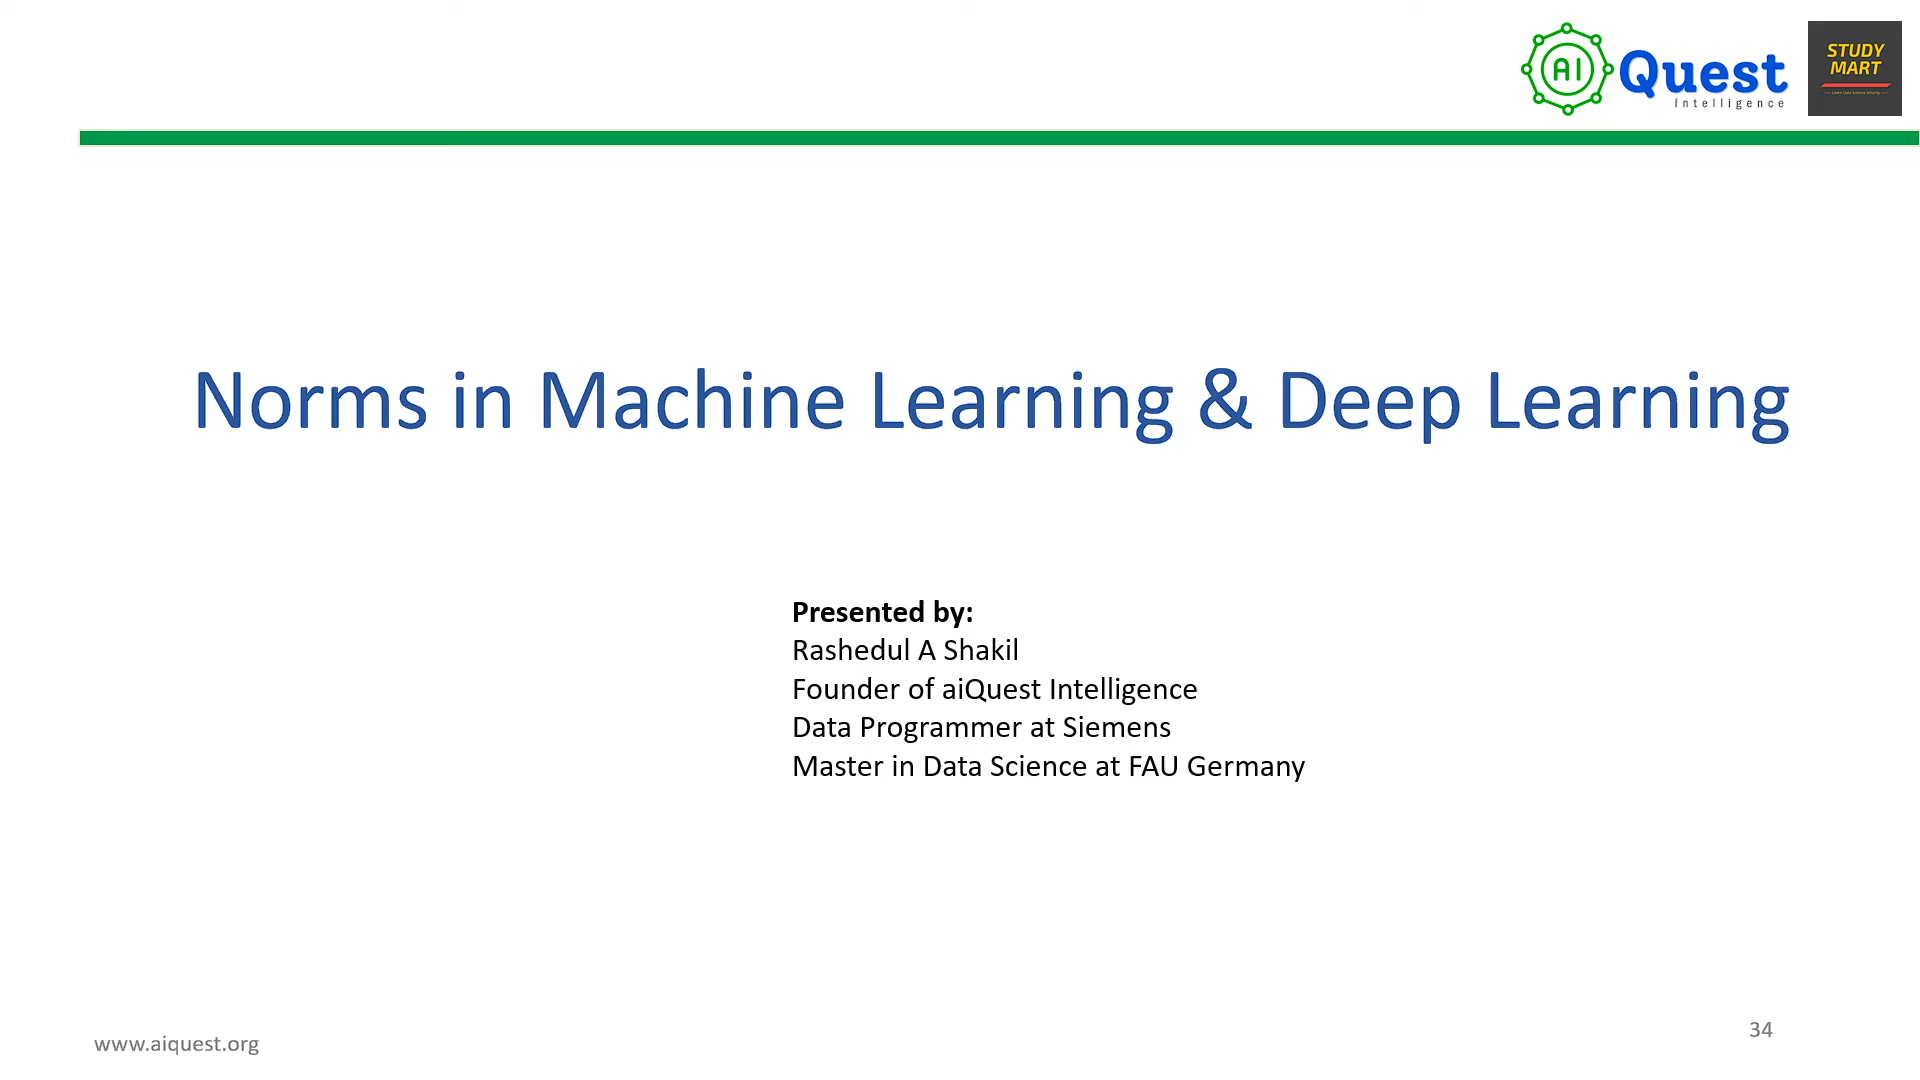 AI Quest
Intelligence
STUDY
MART
Norms in Machine Learning & Deep Learning
Presented by:
Rashedul A Shakil
Founder of aiQuest Intelligence
Data Programmer at Siemens
Master in Data Science at FAU Germany
www.aiquest.org
34